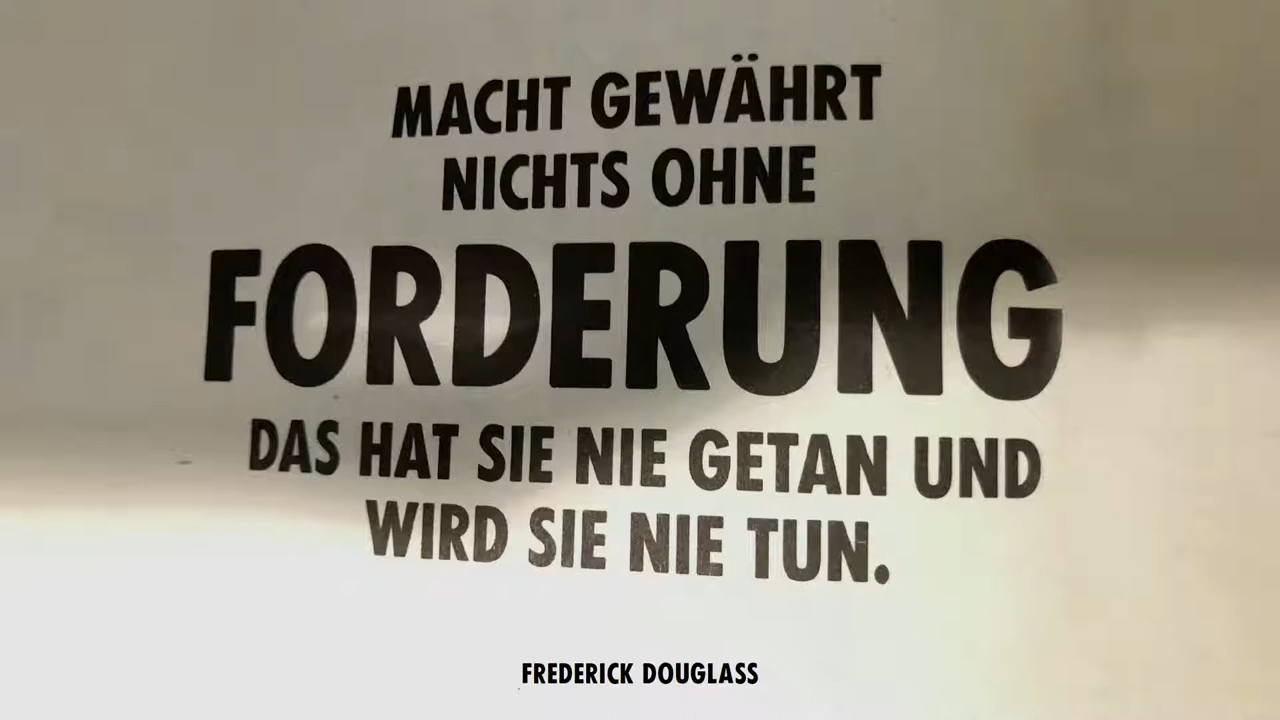 MACHT GEWÄHRT
NICHTS OHNE
FORDERUNG
DAS HAT SIE NIE GETAN UND
WIRD SIE NIE TUN.
FREDERICK DOUGLASS